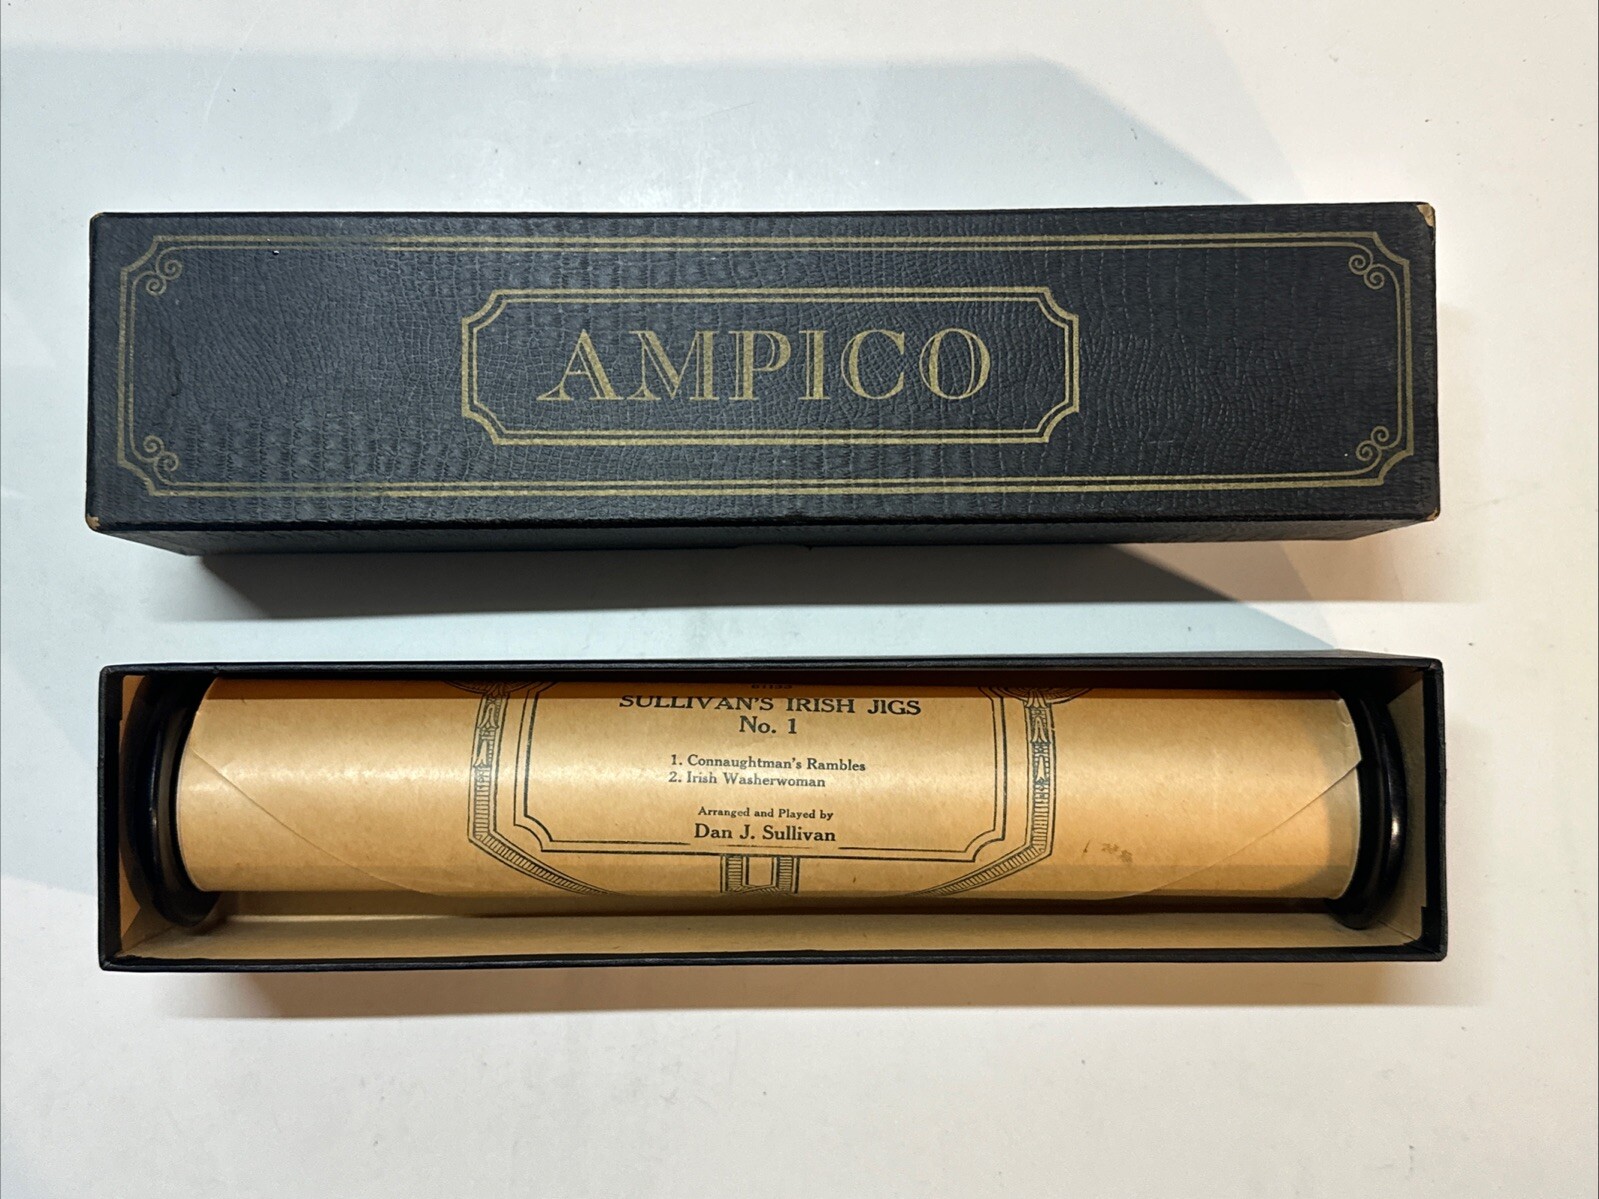 AMPICO
SULLIVAN'S IRISH JIGS
No. 1
1. Connaughtman's Rambles
2. Irish Washerwoman
Arranged and Played by
Dan J. Sullivan